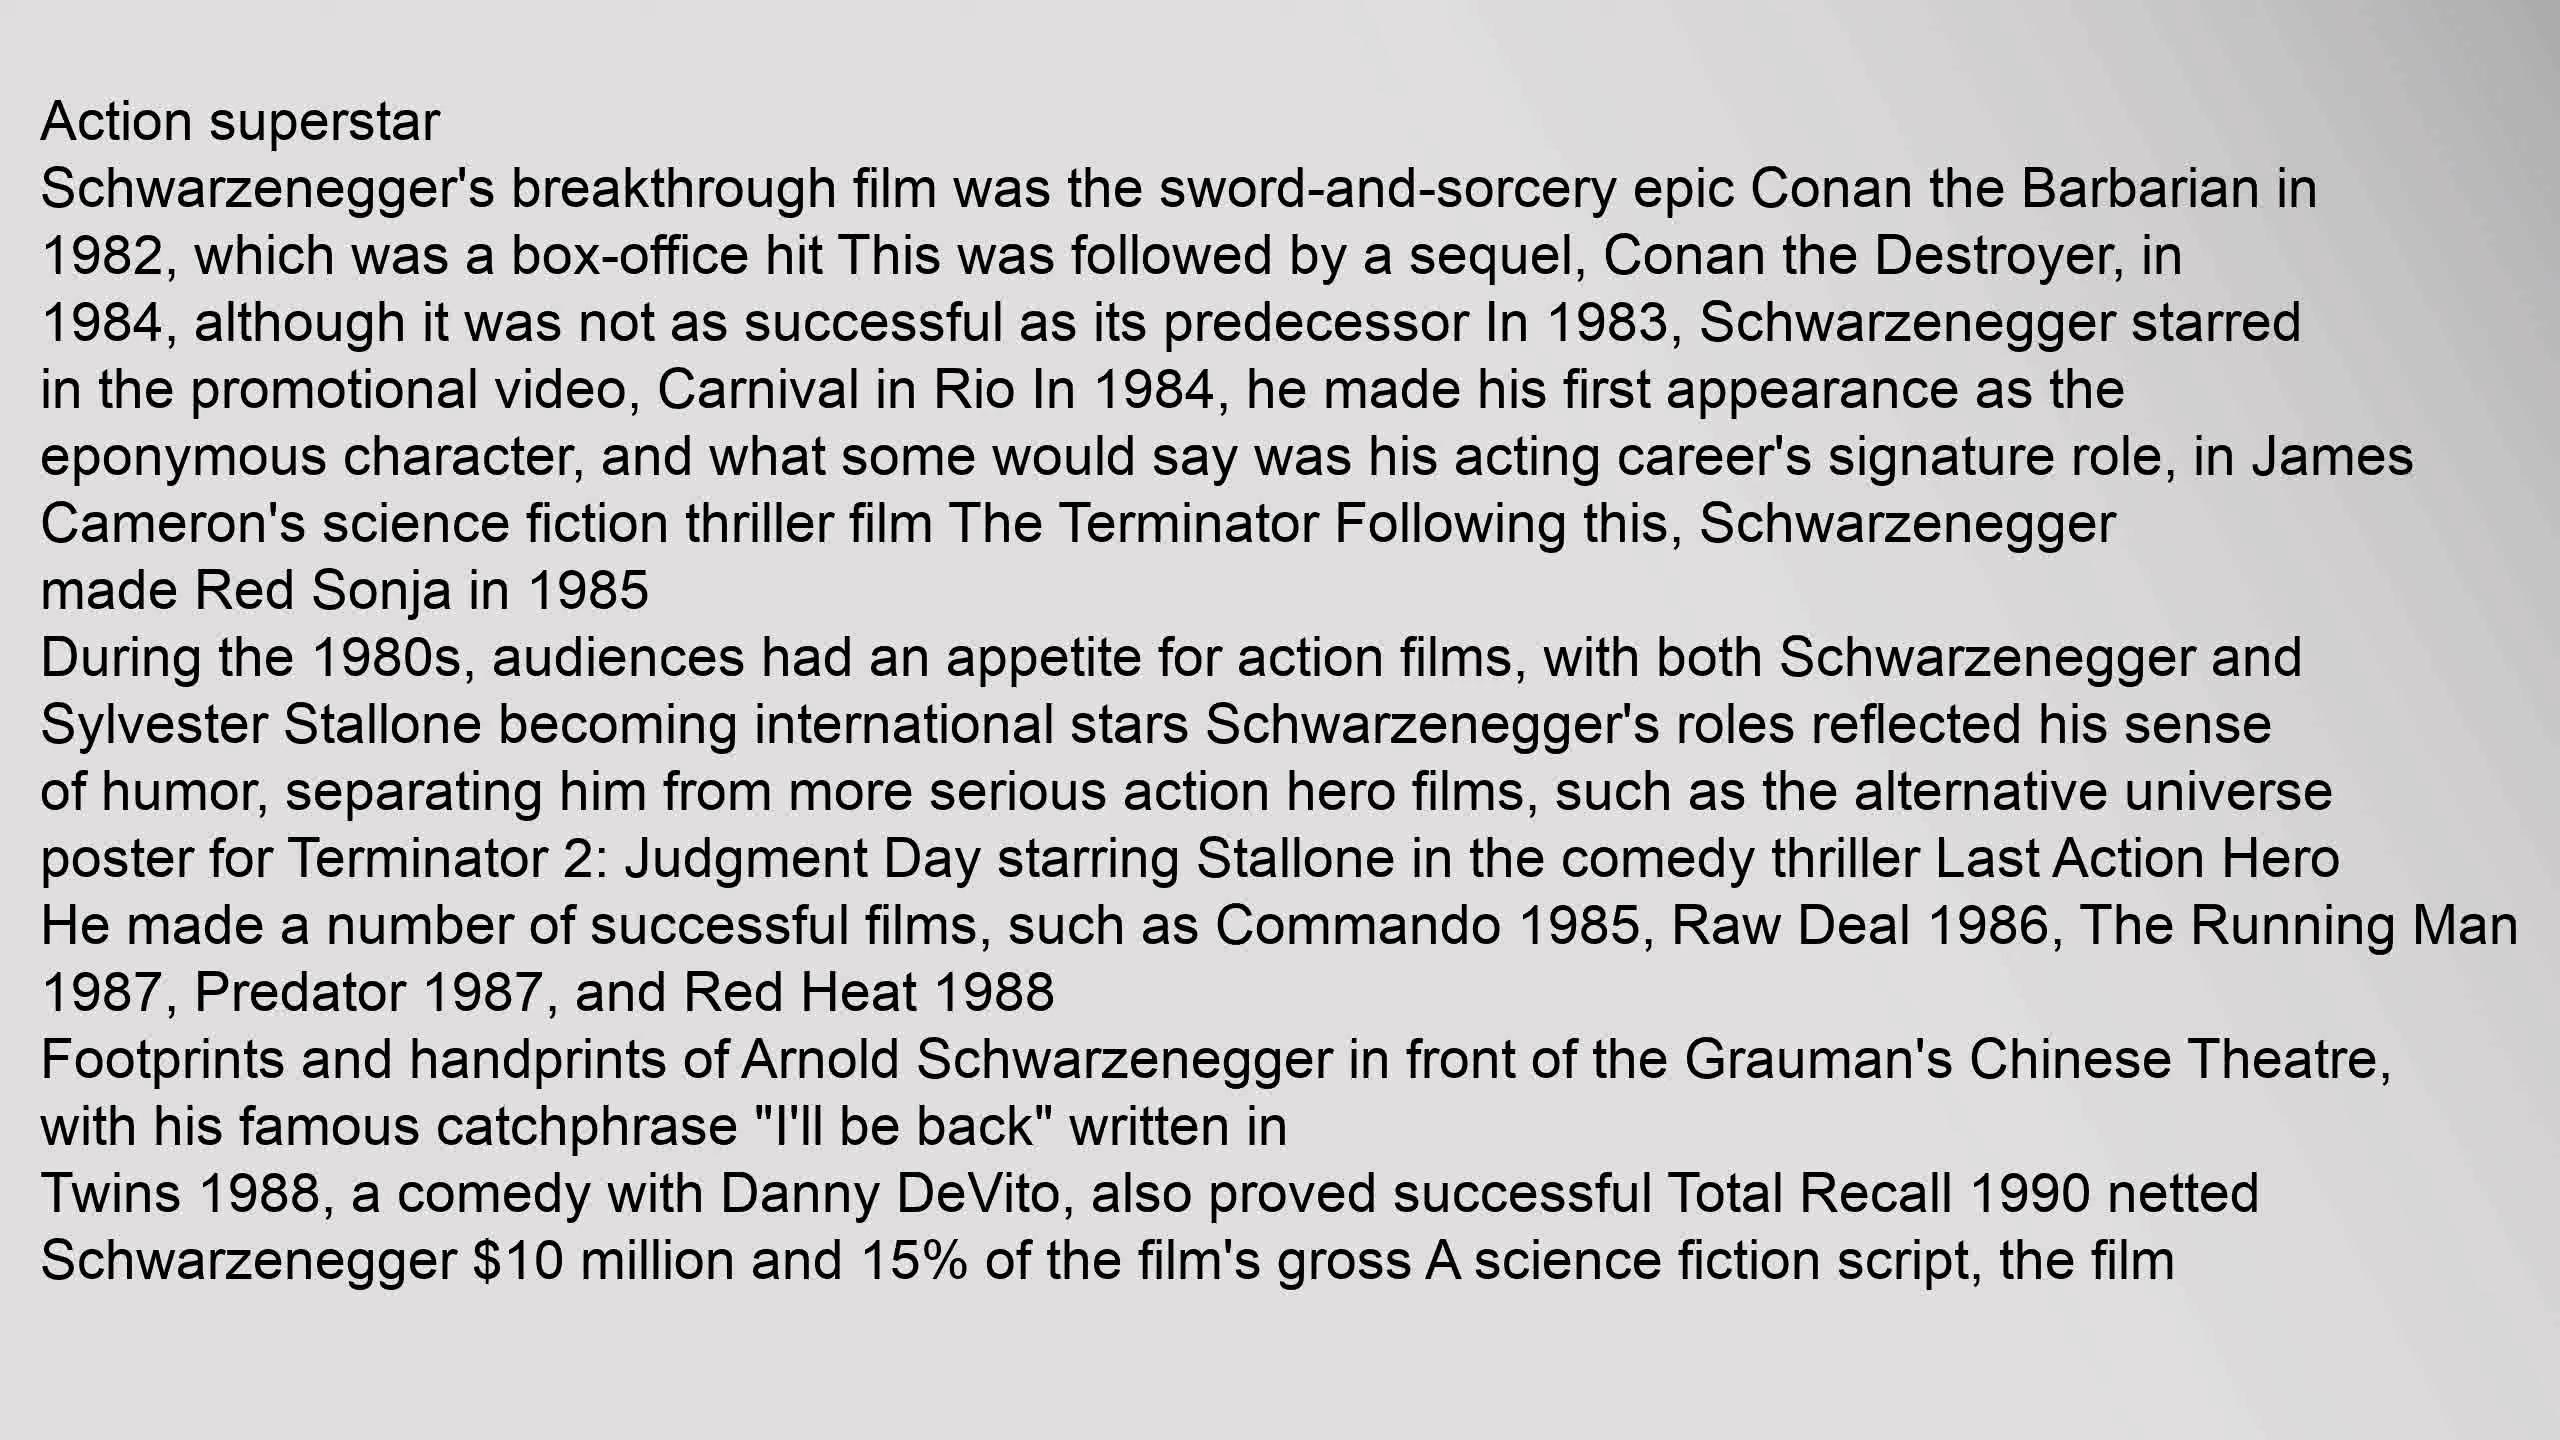 Action superstar
Schwarzenegger's breakthrough film was the sword-and-sorcery epic Conan the Barbarian in
1982, which was a box-office hit This was followed by a sequel, Conan the Destroyer, in
1984, although it was not as successful as its predecessor In 1983, Schwarzenegger starred
in the promotional video, Carnival in Rio In 1984, he made his first appearance as the
eponymous character, and what some would say was his acting career's signature role, in James
Cameron's science fiction thriller film The Terminator Following this, Schwarzenegger
made Red Sonja in 1985
During the 1980s, audiences had an appetite for action films, with both Schwarzenegger and
Sylvester Stallone becoming international stars Schwarzenegger's roles reflected his sense
of humor, separating him from more serious action hero films, such as the alternative universe
poster for Terminator 2: Judgment Day starring Stallone in the comedy thriller Last Action Hero
He made a number of successful films, such as Commando 1985, Raw Deal 1986, The Running Man
1987, Predator 1987, and Red Heat 1988
Footprints and handprints of Arnold Schwarzenegger in front of the Grauman's Chinese Theatre,
with his famous catchphrase "I'll be back" written in
Twins 1988, a comedy with Danny DeVito, also proved successful Total Recall 1990 netted
Schwarzenegger $10 million and 15% of the film's gross A science fiction script, the film